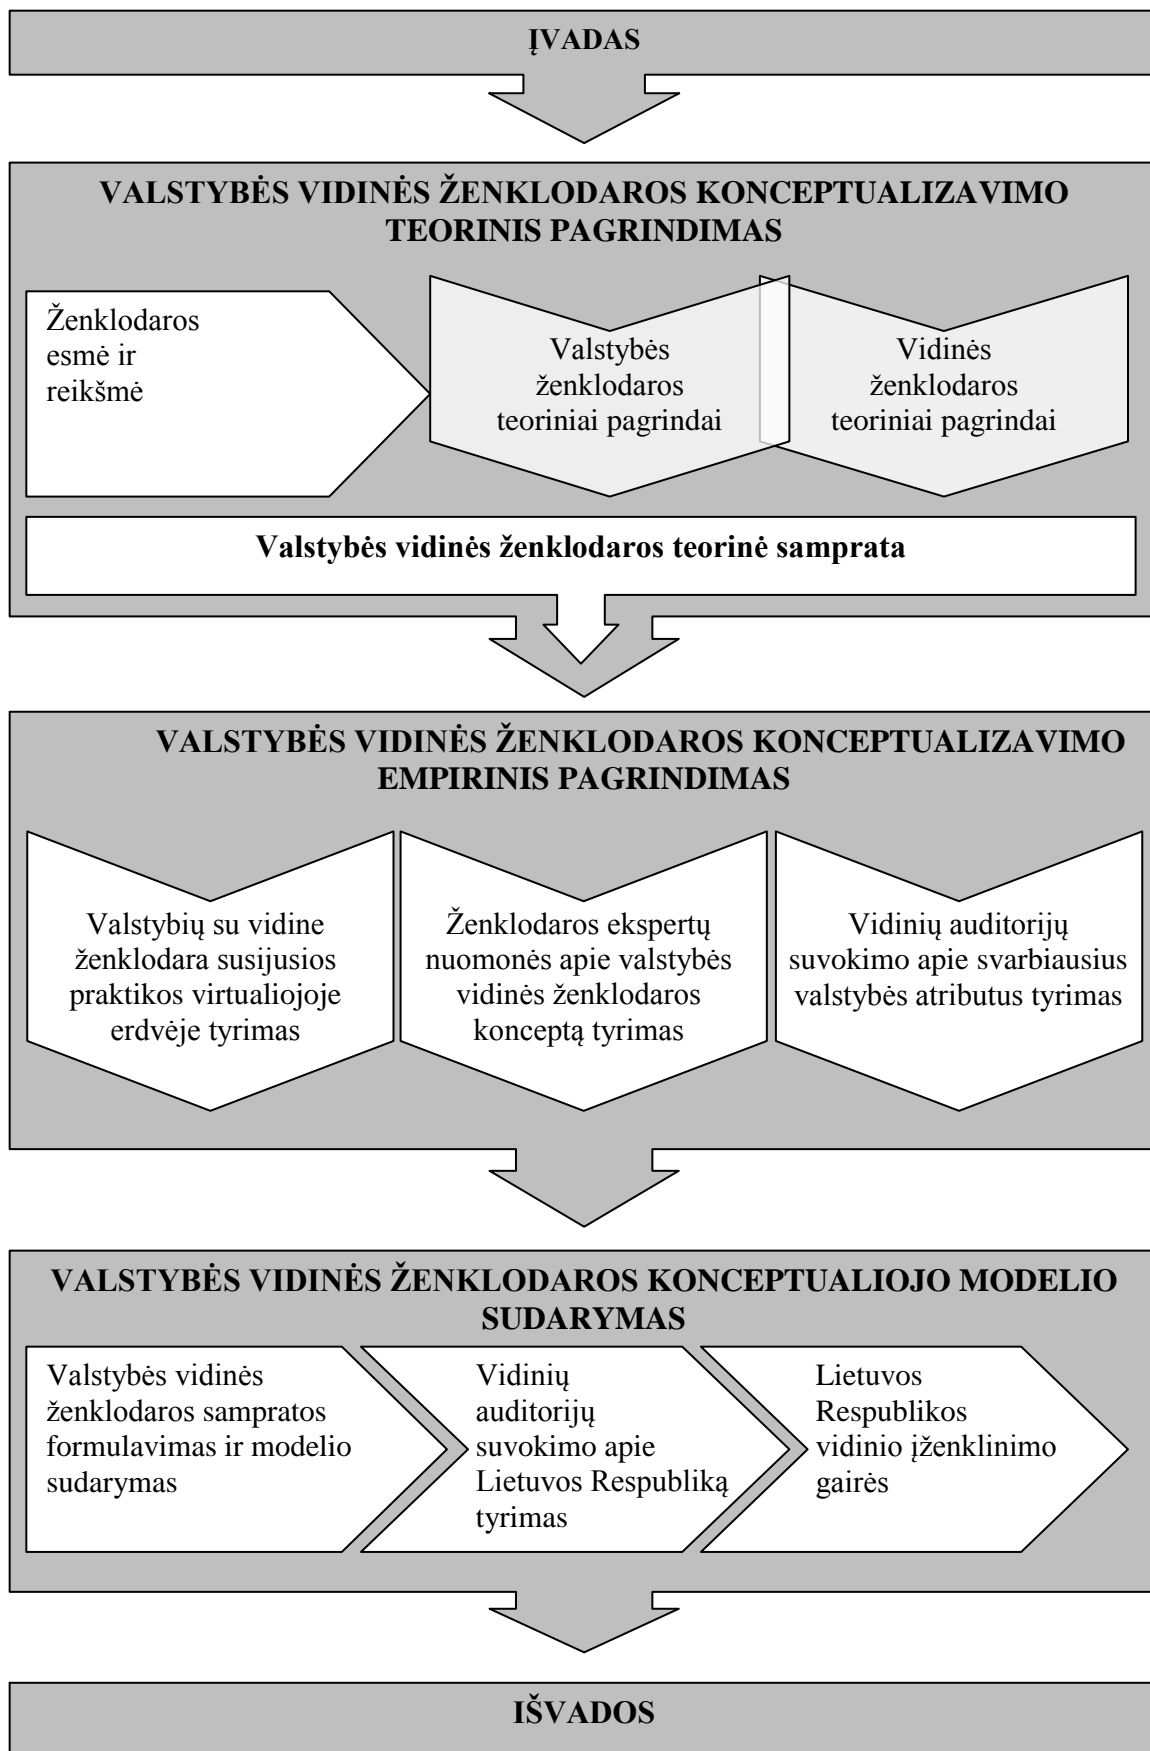 ĮVADAS
VALSTYBĖS VIDINĖS ŽENKLODAROS KONCEPTUALIZAVIMO
TEORINIS PAGRINDIMAS
Ženklodaros
esmė ir
reikšmė
Valstybės
ženklodaros
teoriniai pagrindai
Vidinės
ženklodaros
teoriniai pagrindai
Valstybės vidinės ženklodaros teorinė samprata
VALSTYBĖS VIDINĖS ŽENKLODAROS KONCEPTUALIZAVIMO
EMPIRINIS PAGRINDIMAS
Valstybių su vidine
ženklodara susijusios
praktikos virtualiojoje
erdvėje tyrimas
Ženklodaros ekspertų
nuomonės apie valstybės
vidinės ženklodaros
konceptą tyrimas
Vidinių auditorijų
suvokimo apie svarbiausius
valstybės atributus tyrimas
VALSTYBĖS VIDINĖS ŽENKLODAROS KONCEPTUALIOJO MODELIO
SUDARYMAS
Valstybės vidinės
ženklodaros sampratos
formulavimas ir modelio
sudarymas
Vidinių
auditorijų
suvokimo apie
Lietuvos Respubliką
tyrimas
Lietuvos
Respublikos
vidinio įženklinimo
gairės
IŠVADOS